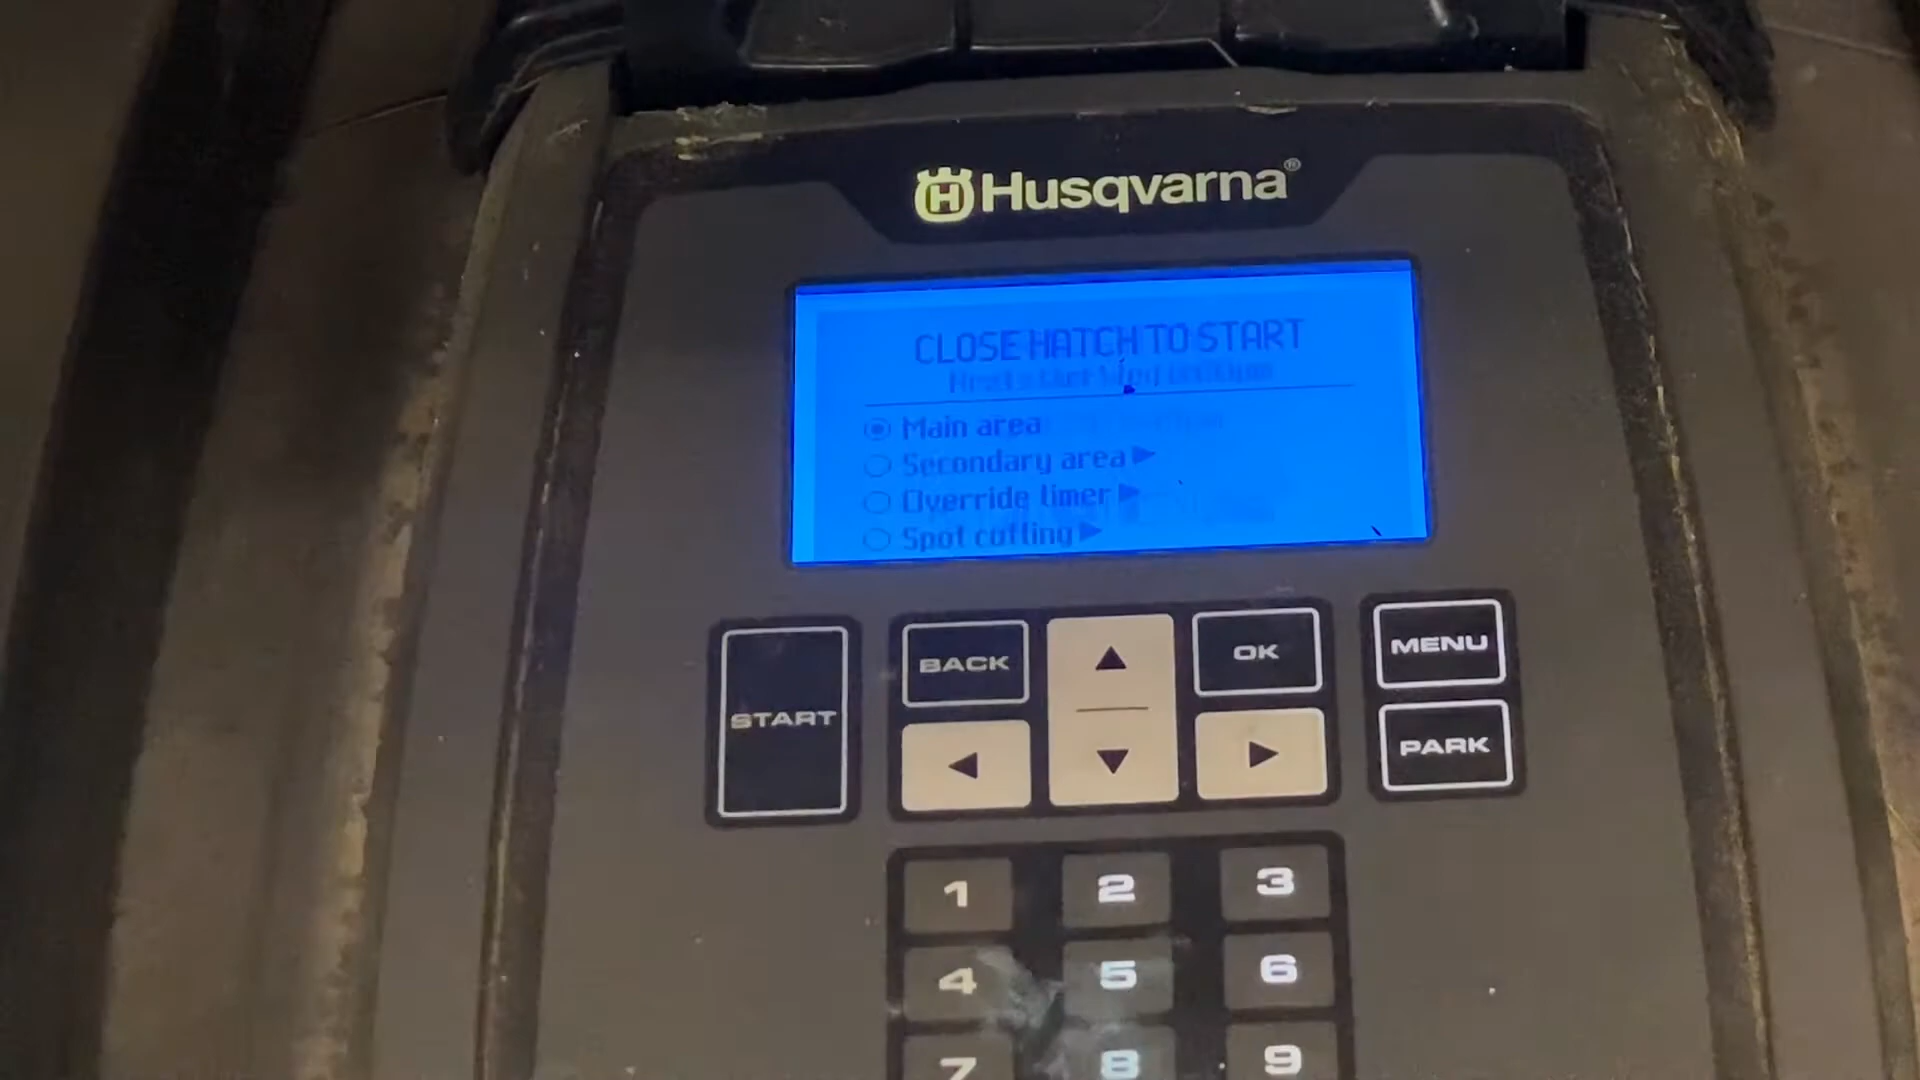 Husqvarna®
CLOSE HATCH TO START
Main area
Secondary area ▶
Override timer ▶
Spot cutting ▶
START
BACK
▲
OK
MENU
◀
▼
▶
PARK
1 2 3
4 5 6
7 8 9